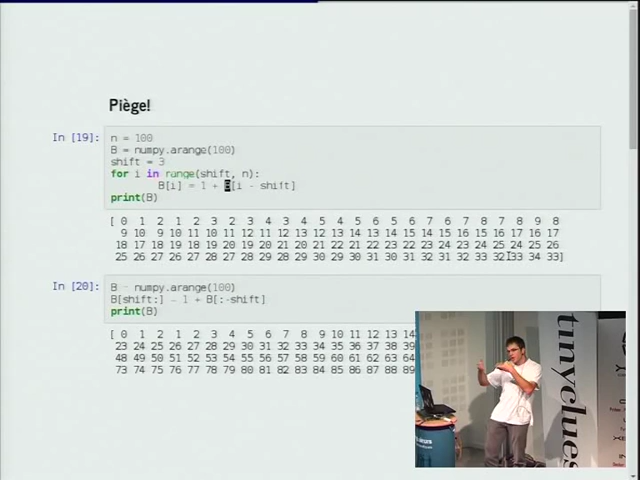 Piège!
In [19]: n = 100
B = numpy.arange(100)
shift = 3
for i in range(shift, n):
B[i] = 1 + B[i - shift]
print(B)
[ 0 1 2 1 2 3 2 3 4 3 4 5 4 5 6 5 6 7 6 7 8 7 8 9 8
9 10 9 10 11 10 11 12 11 12 13 12 13 14 13 14 15 14 15 16 15 16 17 16 17
18 17 18 19 18 19 20 19 20 21 20 21 22 21 22 23 22 23 24 23 24 25 24 25 26
25 26 27 26 27 28 27 28 29 28 29 30 29 30 31 30 31 32 31 32 33 32 33 34 33]
In [20]: B = numpy.arange(100)
B[shift:] = 1 + B[:-shift]
print(B)
[ 0 1 2 1 2 3 4 5 6 7 8 9 10 11 12 13 14
23 24 25 26 27 28 29 30 31 32 33 34 35 36 37 38 39
48 49 50 51 52 53 54 55 56 57 58 59 60 61 62 63 64
73 74 75 76 77 78 79 80 81 82 83 84 85 86 87 88 89
tinyclues